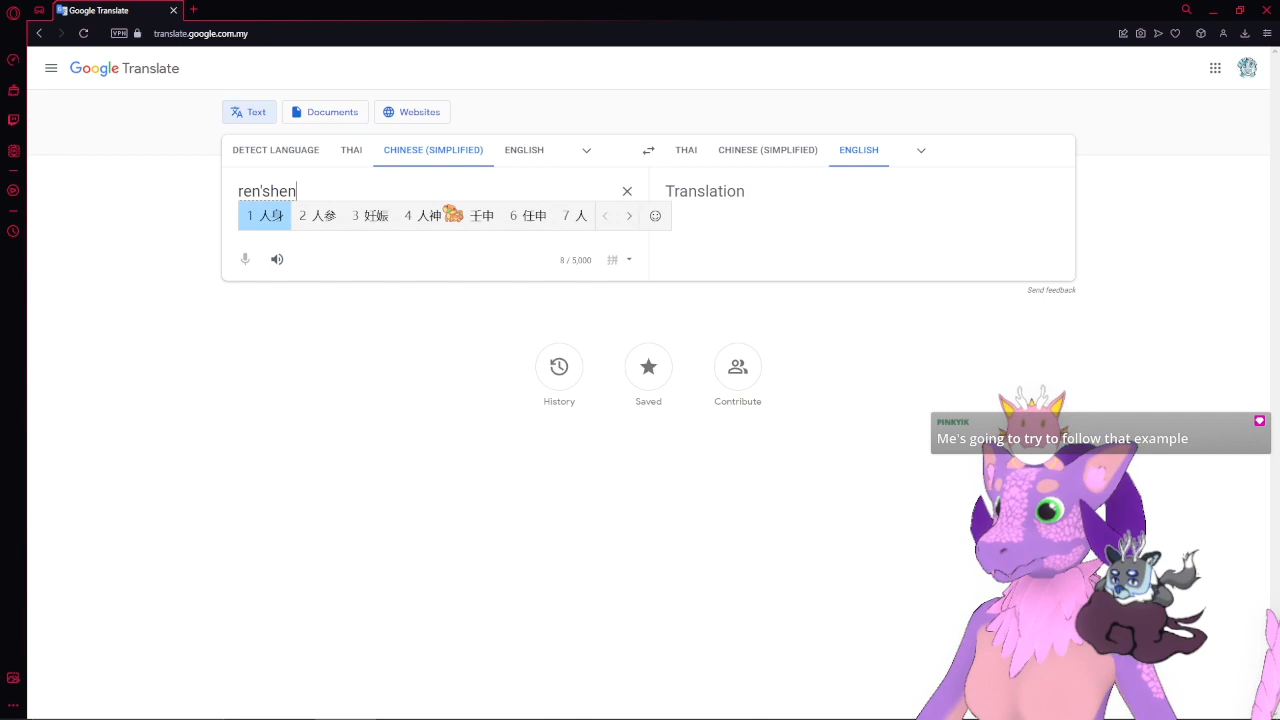 Google Translate
VPN
translate.google.com.my
Google Translate
Text
Documents
Websites
DETECT LANGUAGE THAI CHINESE (SIMPLIFIED) ENGLISH
THAI CHINESE (SIMPLIFIED) ENGLISH
ren'shen
Translation
1 人身 2 人参 3 妊娠 4 人神 壬申 6 任申 7 人
8 / 5,000
拼
Send feedback
History
Saved
Contribute
PINKYIK
Me's going to try to follow that example